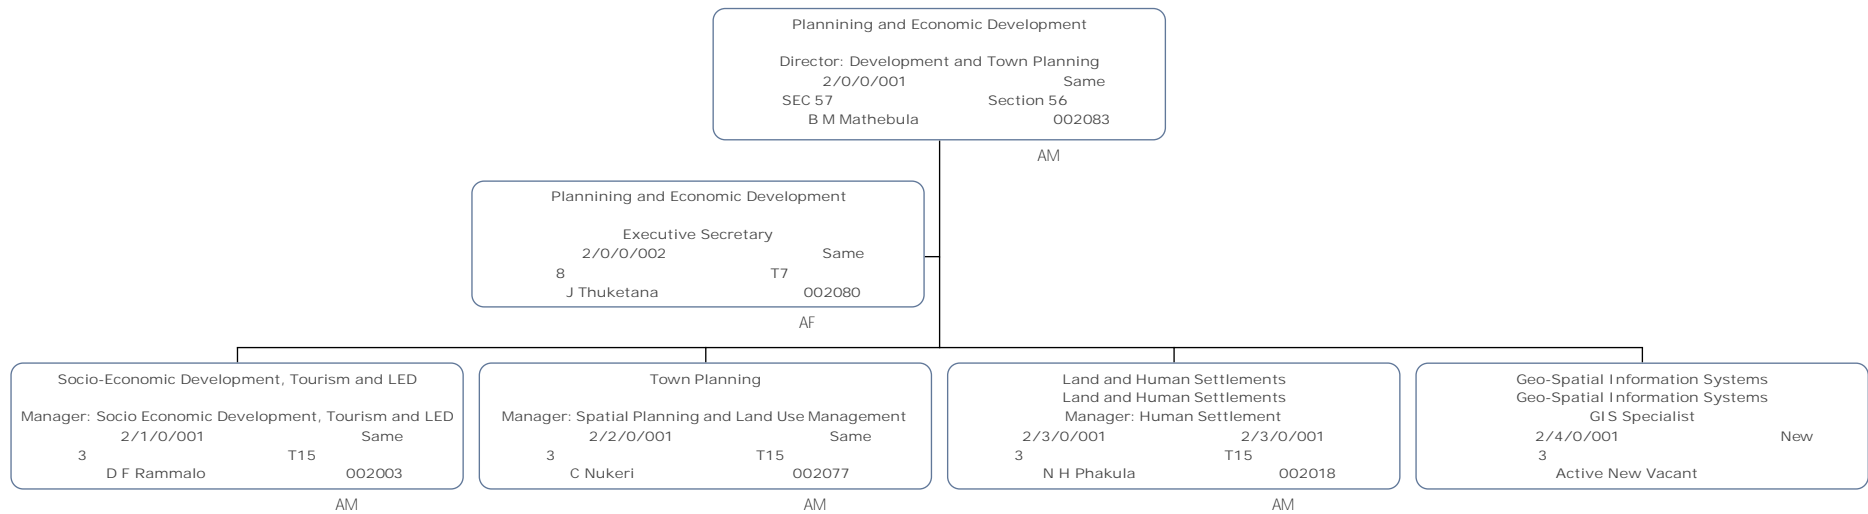 Plannining and Economic Development
Director: Development and Town Planning
2/0/0/001 Same
SEC 57 Section 56
B M Mathebula 002083
AM
Plannining and Economic Development
Executive Secretary
2/0/0/002 Same
8 T7
J Thuketana 002080
AF
Socio-Economic Development, Tourism and LED
Manager: Socio Economic Development, Tourism and LED
2/1/0/001 Same
3 T15
D F Rammalo 002003
AM
Town Planning
Manager: Spatial Planning and Land Use Management
2/2/0/001 Same
3 T15
C Nukeri 002077
AM
Land and Human Settlements
Land and Human Settlements
Manager: Human Settlement
2/3/0/001 2/3/0/001
3 T15
N H Phakula 002018
AM
Geo-Spatial Information Systems
Geo-Spatial Information Systems
GIS Specialist
2/4/0/001 New
3
Active New Vacant